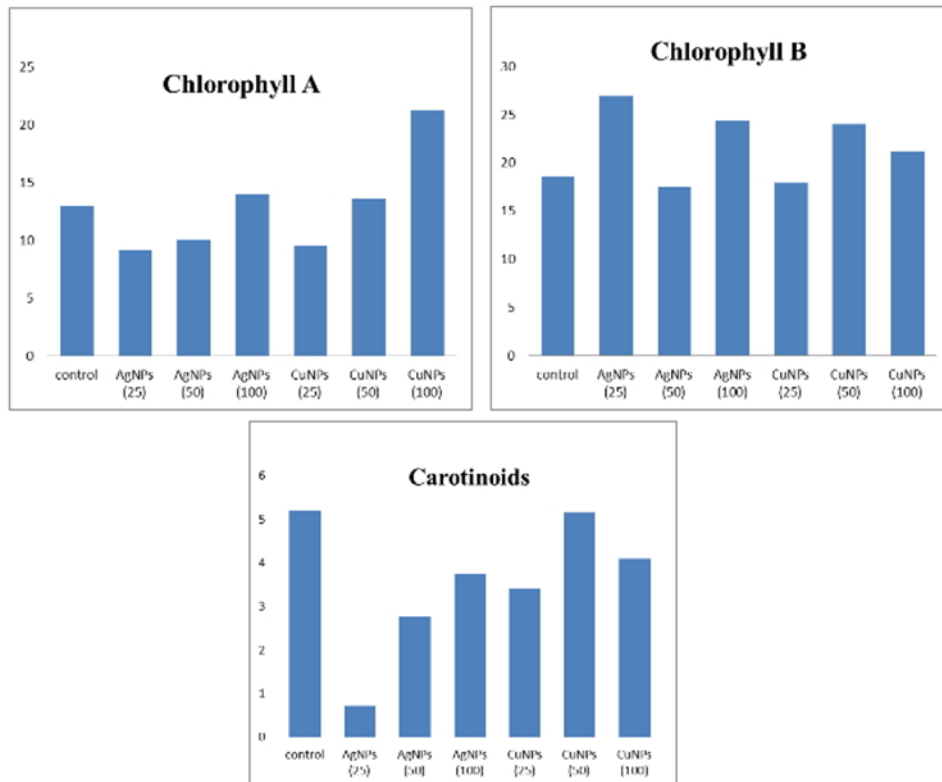 Chlorophyll A
25
20
15
10
5
0
control AgNPs AgNPs AgNPs CuNPs CuNPs CuNPs
(25) (50) (100) (25) (50) (100)
Chlorophyll B
30
25
20
15
10
5
0
control AgNPs AgNPs AgNPs CuNPs CuNPs CuNPs
(25) (50) (100) (25) (50) (100)
Carotinoids
6
5
4
3
2
1
0
control AgNPs AgNPs AgNPs CuNPs CuNPs CuNPs
(25) (50) (100) (25) (50) (100)